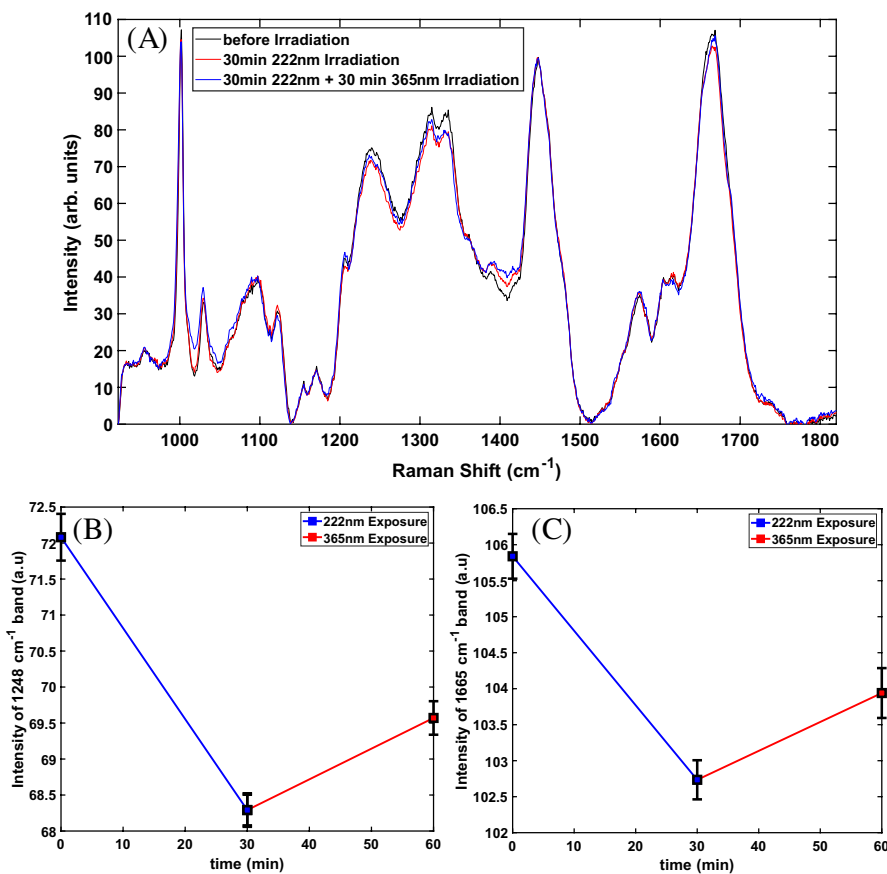 (A)
before Irradiation
30min 222nm Irradiation
30min 222nm + 30 min 365nm Irradiation
Intensity (arb. units)
110
100
90
80
70
60
50
40
30
20
10
0
1000 1100 1200 1300 1400 1500 1600 1700 1800
Raman Shift (cm⁻¹)
(B)
222nm Exposure
365nm Exposure
Intensity of 1248 cm⁻¹ band (a.u)
72.5
72
71.5
71
70.5
70
69.5
69
68.5
68
0 10 20 30 40 50 60
time (min)
(C)
222nm Exposure
365nm Exposure
Intensity of 1665 cm⁻¹ band (a.u)
106.5
106
105.5
105
104.5
104
103.5
103
102.5
102
0 10 20 30 40 50 60
time (min)